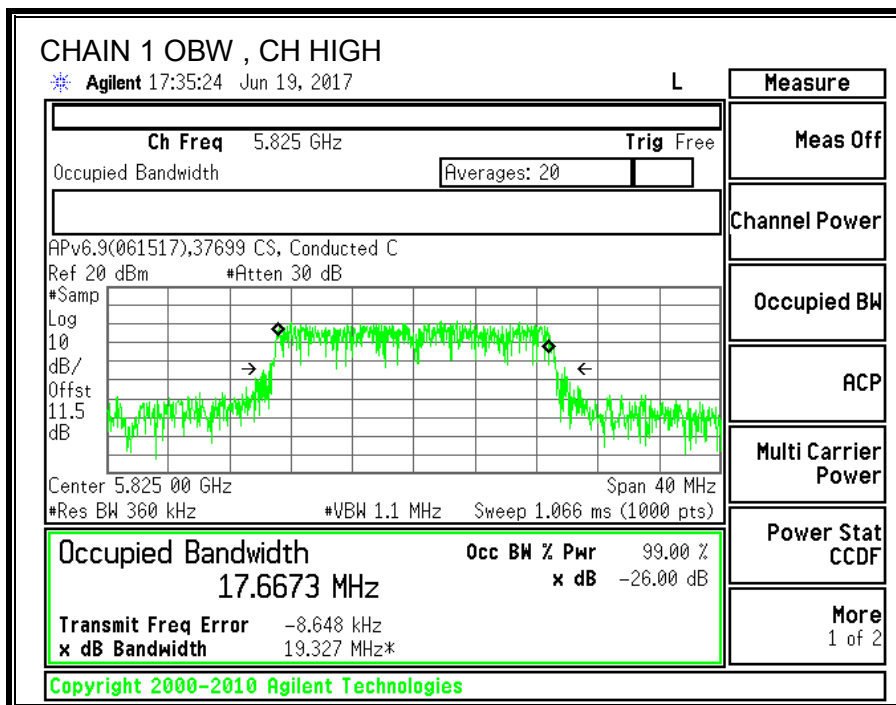 CHAIN 1 OBW , CH HIGH
Agilent 17:35:24 Jun 19, 2017 L
Measure
Ch Freq 5.825 GHz Trig Free
Occupied Bandwidth Averages: 20
APv6.9(061517),37699 CS, Conducted C
Ref 20 dBm #Atten 30 dB
#Samp
Log
10
dB/
Offst
11.5
dB
Center 5.825 00 GHz Span 40 MHz
#Res BW 360 kHz #VBW 1.1 MHz Sweep 1.066 ms (1000 pts)
Occupied Bandwidth Occ BW % Pwr 99.00 %
17.6673 MHz x dB -26.00 dB
Transmit Freq Error -8.648 kHz
x dB Bandwidth 19.327 MHz*
Copyright 2000-2010 Agilent Technologies
Meas Off
Channel Power
Occupied BW
ACP
Multi Carrier
Power
Power Stat
CCDF
More
1 of 2